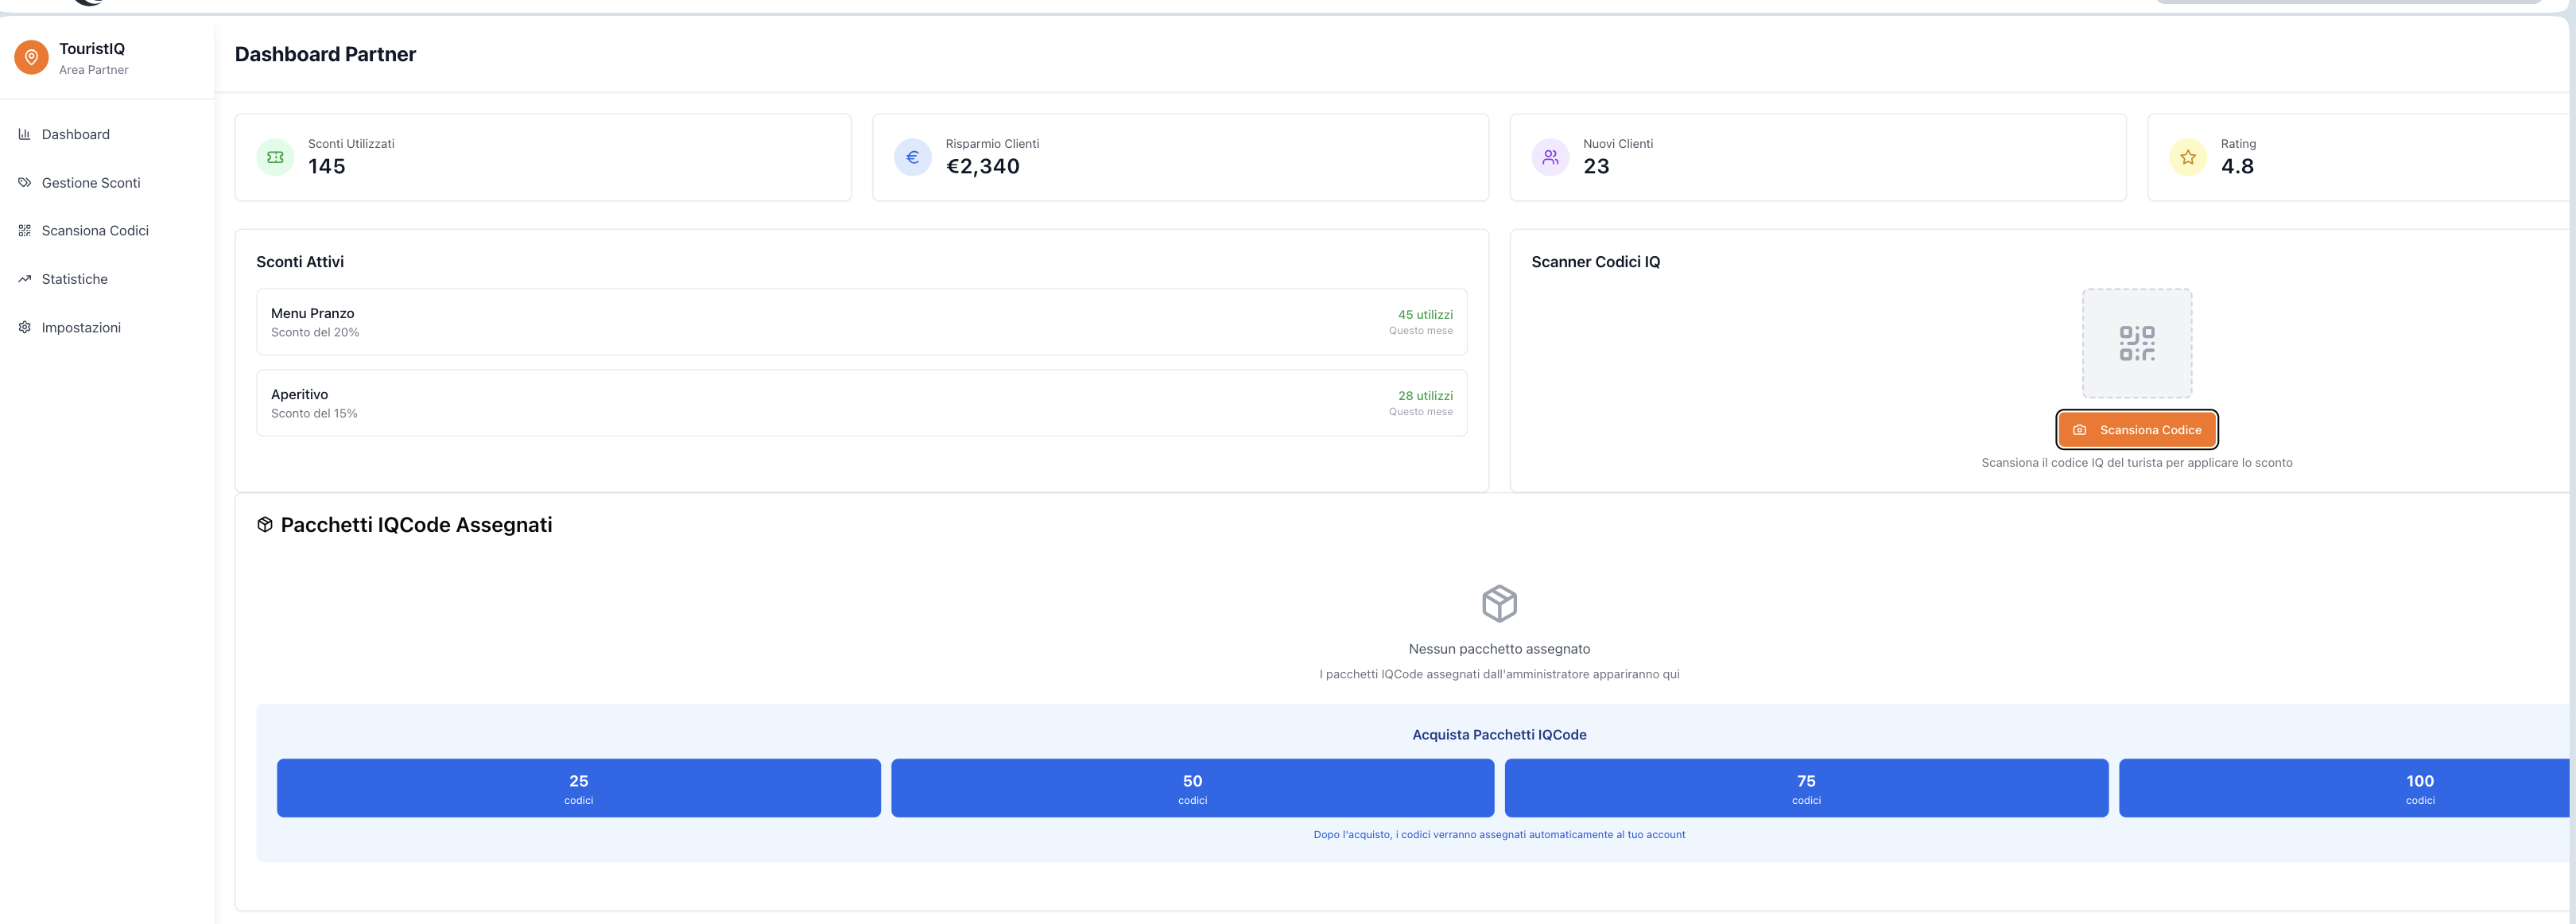 TouristIQ
Area Partner
Dashboard
Gestione Sconti
Scansiona Codici
Statistiche
Impostazioni
Dashboard Partner
Sconti Utilizzati
145
Risparmio Clienti
€2,340
Nuovi Clienti
23
Rating
4.8
Sconti Attivi
Menu Pranzo
Sconto del 20%
45 utilizzi
Questo mese
Aperitivo
Sconto del 15%
28 utilizzi
Questo mese
Scanner Codici IQ
Scansiona Codice
Scansiona il codice IQ del turista per applicare lo sconto
Pacchetti IQCode Assegnati
Nessun pacchetto assegnato
I pacchetti IQCode assegnati dall'amministratore appariranno qui
Acquista Pacchetti IQCode
25
codici
50
codici
75
codici
100
codici
Dopo l'acquisto, i codici verranno assegnati automaticamente al tuo account